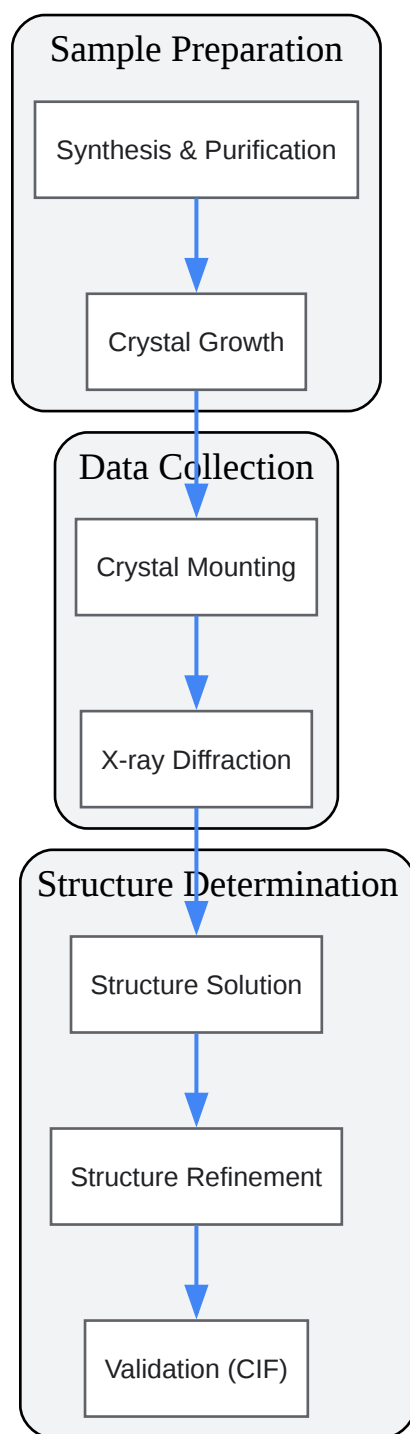 Sample Preparation
Synthesis & Purification
Crystal Growth
Data Collection
Crystal Mounting
X-ray Diffraction
Structure Determination
Structure Solution
Structure Refinement
Validation (CIF)